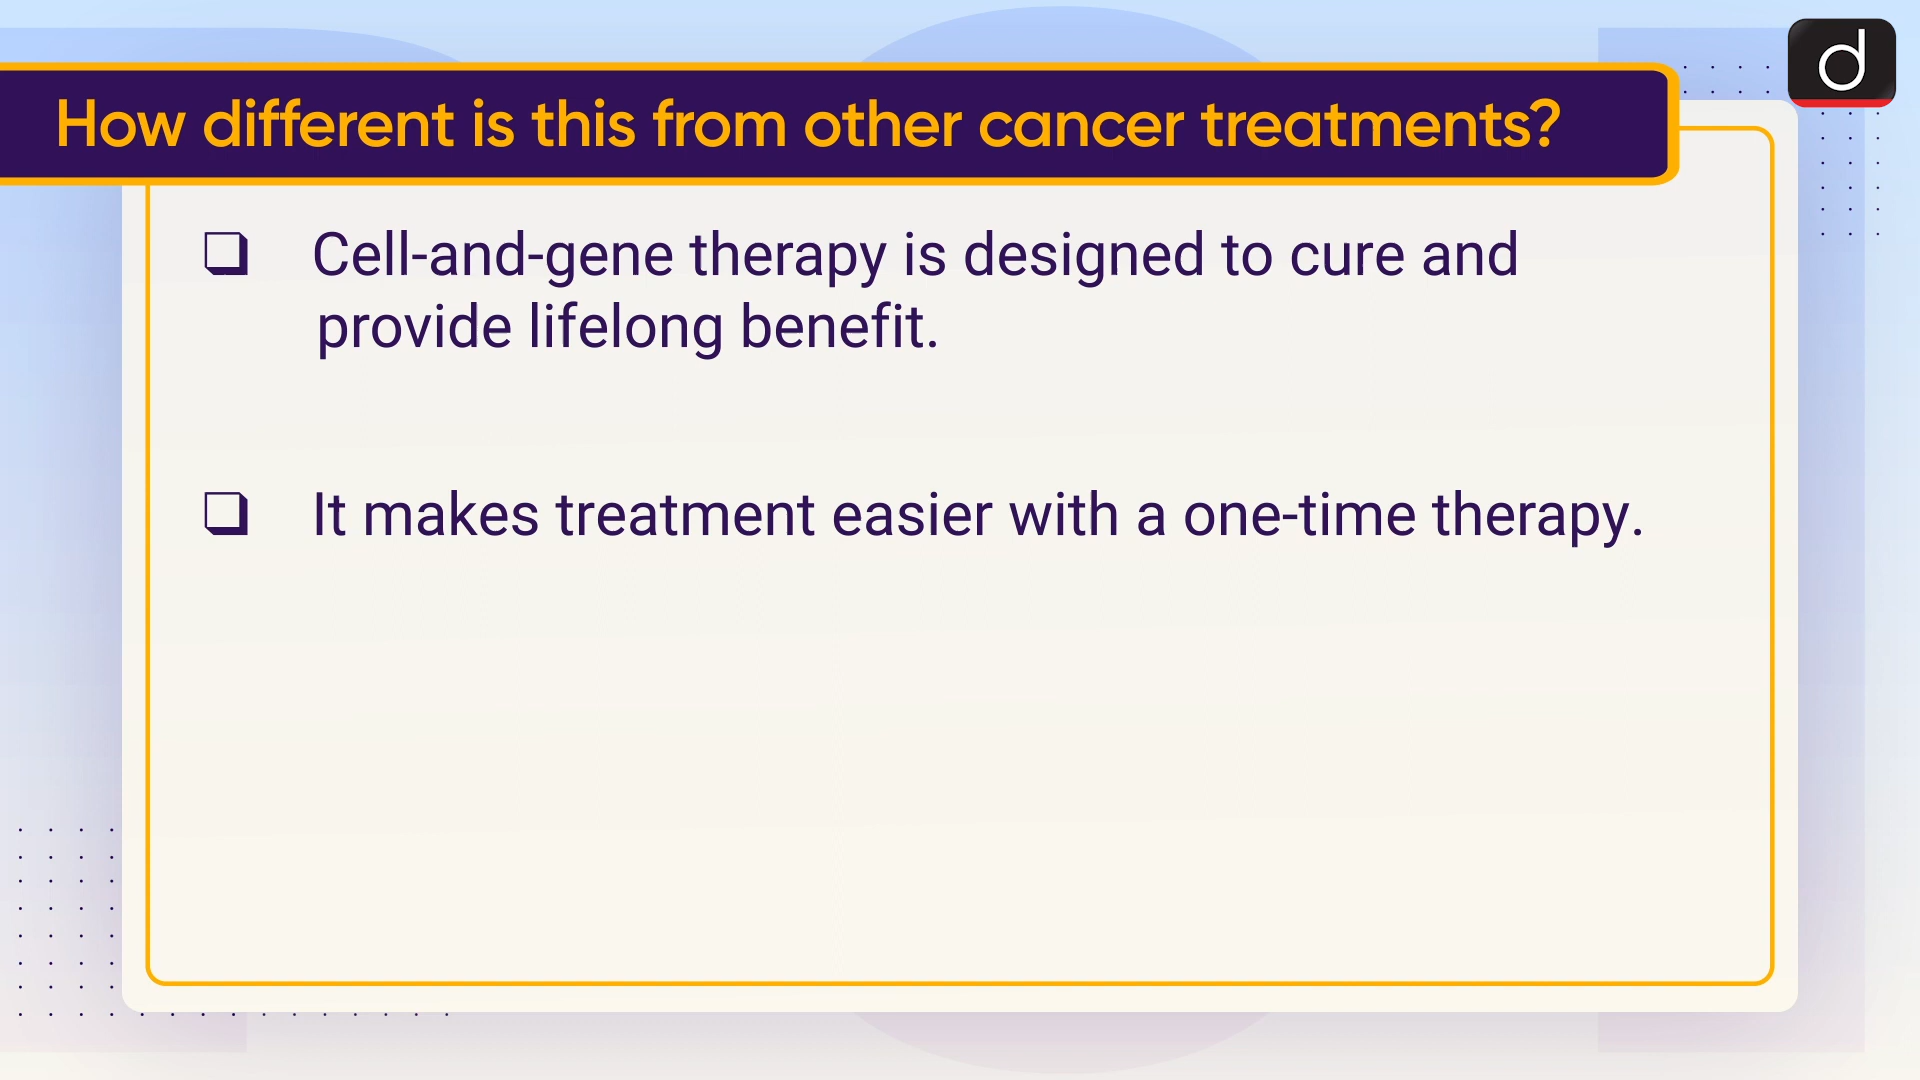 d
How different is this from other cancer treatments?
❑ Cell-and-gene therapy is designed to cure and
provide lifelong benefit.
❑ It makes treatment easier with a one-time therapy.